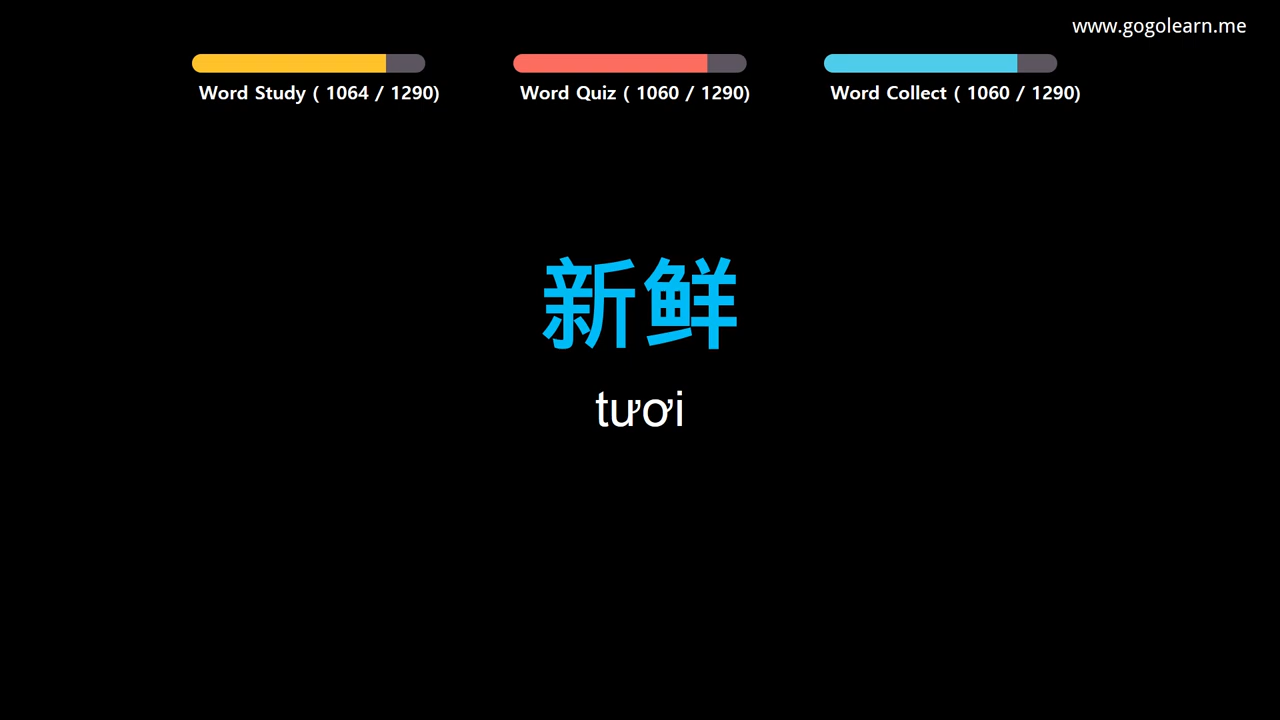 www.gogolearn.me
Word Study ( 1064 / 1290)
Word Quiz ( 1060 / 1290)
Word Collect ( 1060 / 1290)
新鲜
tươi